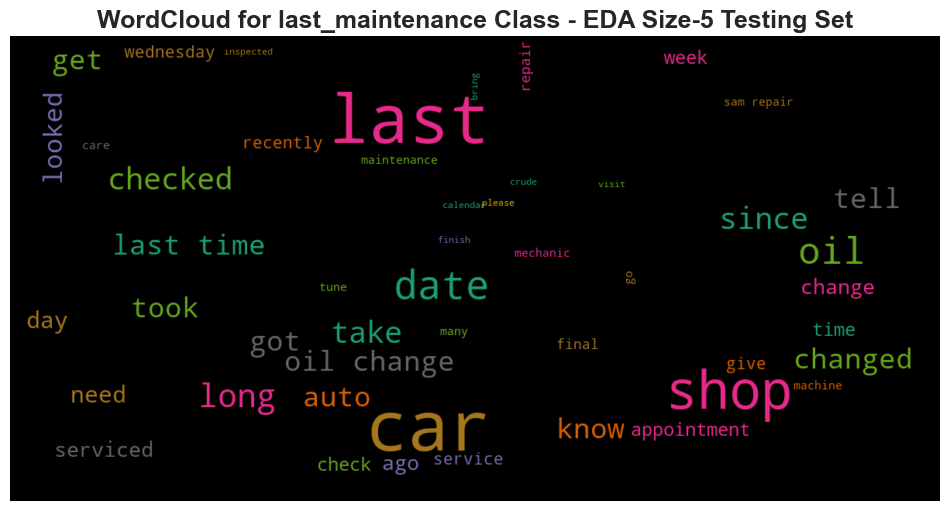 WordCloud for last_maintenance Class - EDA Size-5 Testing Set
wednesday
inspected
get
repair
week
bring
looked
last
sam repair
care
recently
maintenance
checked
crude
visit
calendar
please
tell
since
last time
finish
mechanic
oil
go
date
tune
change
took
day
take
many
time
got
final
oil change
changed
give
need
long
auto
shop
machine
car
know
appointment
serviced
check
ago
service